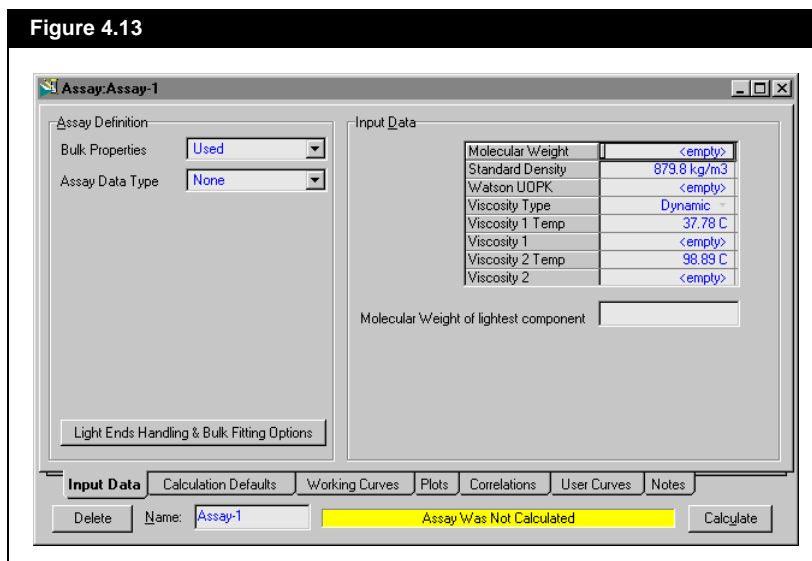 Figure 4.13
Assay:Assay-1
Assay Definition
Bulk Properties Used
Assay Data Type None
Light Ends Handling & Bulk Fitting Options
Input Data
Molecular Weight <empty>
Standard Density 879.8 kg/m3
Watson UOPK <empty>
Viscosity Type Dynamic
Viscosity 1 Temp 37.78 C
Viscosity 1 <empty>
Viscosity 2 Temp 98.89 C
Viscosity 2 <empty>
Molecular Weight of lightest component
Input Data Calculation Defaults Working Curves Plots Correlations User Curves Notes
Delete Name: Assay-1 Assay Was Not Calculated Calculate